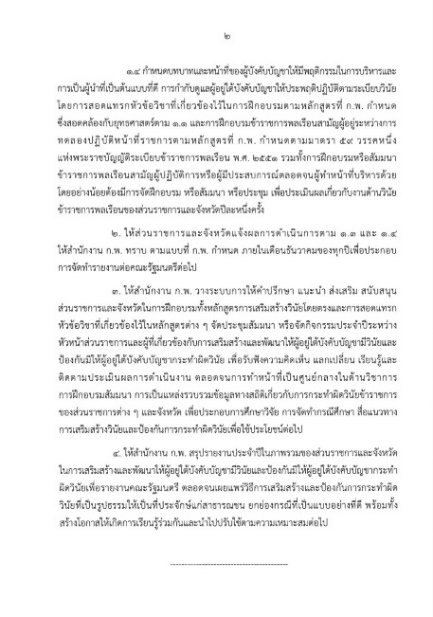 ๒
๑.๔ กำหนดบทบาทและหน้าที่ของผู้บังคับบัญชาให้มีพฤติกรรมในการบริหารและ
การเป็นผู้นำที่เป็นต้นแบบที่ดี การกำกับดูแลผู้อยู่ใต้บังคับบัญชาให้ประพฤติปฏิบัติตามระเบียบวินัย
โดยการสอดแทรกหัวข้อวิชาที่เกี่ยวข้องไว้ในการฝึกอบรมตามหลักสูตรที่ ก.พ. กำหนด
ซึ่งสอดคล้องกับยุทธศาสตร์ตาม ๑.๑ และการฝึกอบรมข้าราชการพลเรือนสามัญผู้อยู่ระหว่างการ
ทดลองปฏิบัติหน้าที่ราชการตามหลักสูตรที่ ก.พ. กำหนดตามมาตรา ๕๙ วรรคหนึ่ง
แห่งพระราชบัญญัติระเบียบข้าราชการพลเรือน พ.ศ. ๒๕๕๑ รวมทั้งการฝึกอบรมหรือสัมมนา
ข้าราชการพลเรือนสามัญผู้ปฏิบัติการหรือผู้มีประสบการณ์ตลอดจนผู้ทำหน้าที่บริหารด้วย
โดยอย่างน้อยต้องมีการจัดฝึกอบรม หรือสัมมนา หรือประชุม เพื่อประเมินผลเกี่ยวกับงานด้านวินัย
ข้าราชการพลเรือนของส่วนราชการและจังหวัดปีละหนึ่งครั้ง
๒. ให้ส่วนราชการและจังหวัดแจ้งผลการดำเนินการตาม ๑.๓ และ ๑.๔
ให้สำนักงาน ก.พ. ทราบ ตามแบบที่ ก.พ. กำหนด ภายในเดือนธันวาคมของทุกปีเพื่อประกอบ
การจัดทำรายงานต่อคณะรัฐมนตรีต่อไป
๓. ให้สำนักงาน ก.พ. วางระบบการให้คำปรึกษา แนะนำ ส่งเสริม สนับสนุน
ส่วนราชการและจังหวัดในการฝึกอบรมทั้งหลักสูตรการเสริมสร้างวินัยโดยตรงและการสอดแทรก
หัวข้อวิชาที่เกี่ยวข้องไว้ในหลักสูตรต่าง ๆ จัดประชุมสัมมนา หรือจัดกิจกรรมประจำปีระหว่าง
หัวหน้าส่วนราชการและผู้ที่เกี่ยวข้องกับการเสริมสร้างและพัฒนาให้ผู้อยู่ใต้บังคับบัญชามีวินัยและ
ป้องกันมิให้ผู้อยู่ใต้บังคับบัญชากระทำผิดวินัย เพื่อรับฟังความคิดเห็น แลกเปลี่ยน เรียนรู้และ
ติดตามประเมินผลการดำเนินงาน ตลอดจนการทำหน้าที่เป็นศูนย์กลางในด้านวิชาการ
การฝึกอบรมสัมมนา การเป็นแหล่งรวบรวมข้อมูลทางสถิติเกี่ยวกับการกระทำผิดวินัยข้าราชการ
ของส่วนราชการต่าง ๆ และจังหวัด เพื่อประกอบการศึกษาวิจัย การจัดทำกรณีศึกษา สื่อแนวทาง
การเสริมสร้างวินัยและป้องกันการกระทำผิดวินัยเพื่อใช้ประโยชน์ต่อไป
๔. ให้สำนักงาน ก.พ. สรุปรายงานประจำปีในภาพรวมของส่วนราชการและจังหวัด
ในการเสริมสร้างและพัฒนาให้ผู้อยู่ใต้บังคับบัญชามีวินัยและป้องกันมิให้ผู้อยู่ใต้บังคับบัญชากระทำ
ผิดวินัยเพื่อรายงานคณะรัฐมนตรี ตลอดจนเผยแพร่วิธีการเสริมสร้างและป้องกันการกระทำผิด
วินัยที่เป็นรูปธรรมให้เป็นที่ประจักษ์แก่สาธารณชน ยกย่องกรณีที่เป็นแบบอย่างที่ดี พร้อมทั้ง
สร้างโอกาสให้เกิดการเรียนรู้ร่วมกันและนำไปปรับใช้ตามความเหมาะสมต่อไป